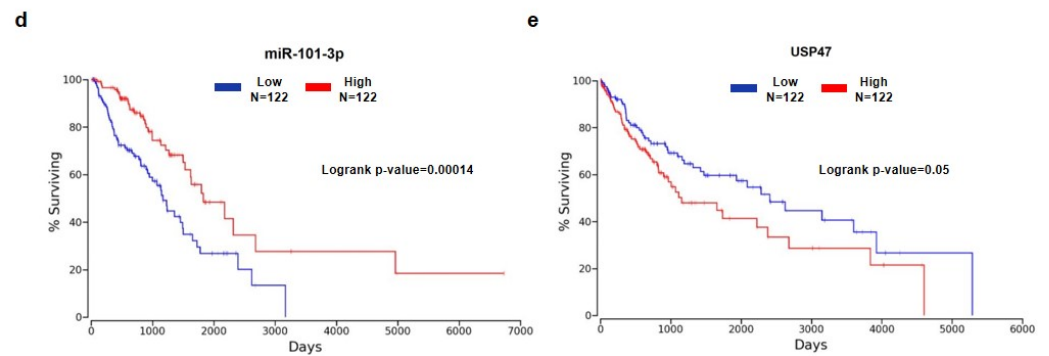 d
miR-101-3p
Low
N=122
High
N=122
Logrank p-value=0.00014
% Surviving
100
80
60
40
20
0
0 1000 2000 3000 4000 5000 6000 7000
Days
e
USP47
Low
N=122
High
N=122
Logrank p-value=0.05
% Surviving
100
80
60
40
20
0
0 1000 2000 3000 4000 5000 6000
Days